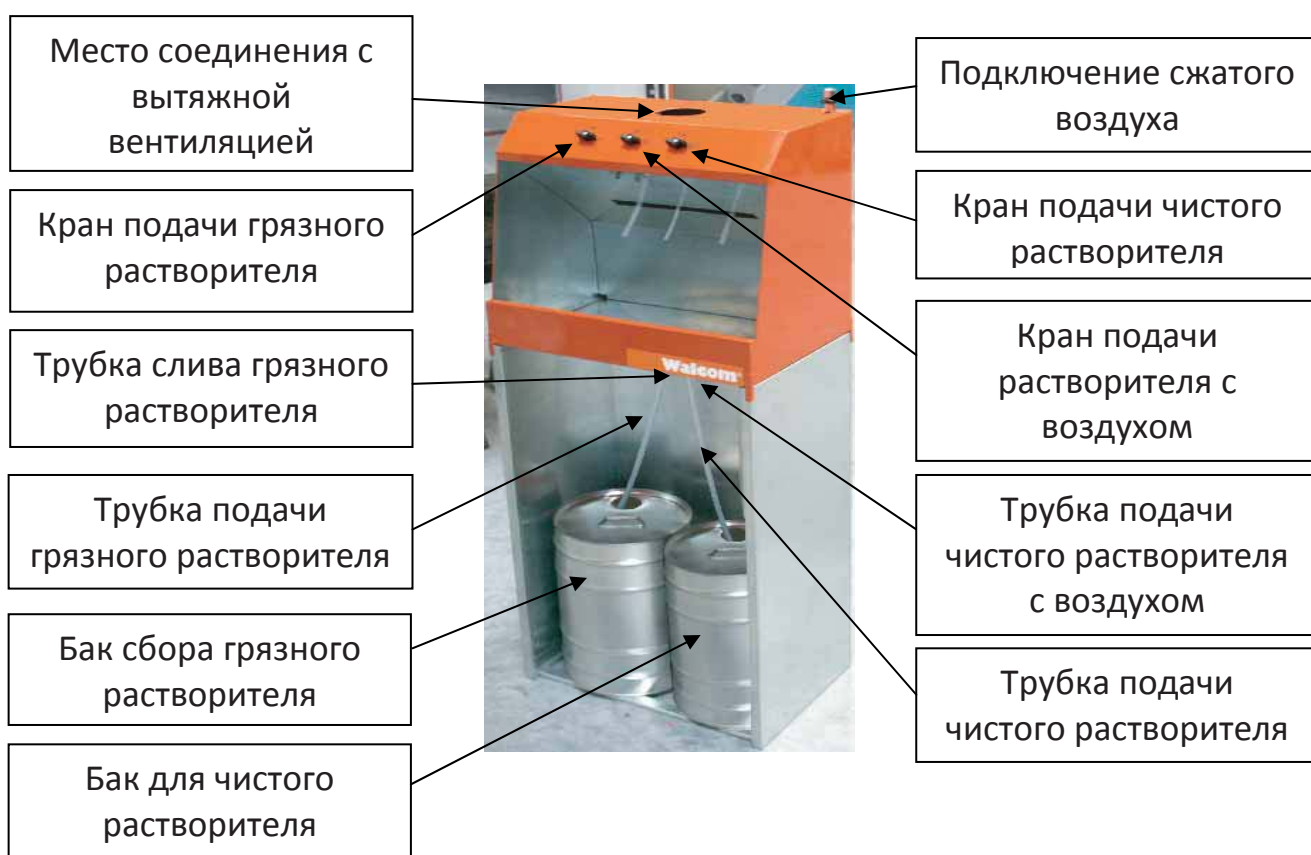 Место соединения с
вытяжной
вентиляцией
Кран подачи грязного
растворителя
Трубка слива грязного
растворителя
Трубка подачи
грязного растворителя
Бак сбора грязного
растворителя
Бак для чистого
растворителя
Walcom
Подключение сжатого
воздуха
Кран подачи чистого
растворителя
Кран подачи
растворителя с
воздухом
Трубка подачи
чистого растворителя
с воздухом
Трубка подачи
чистого растворителя